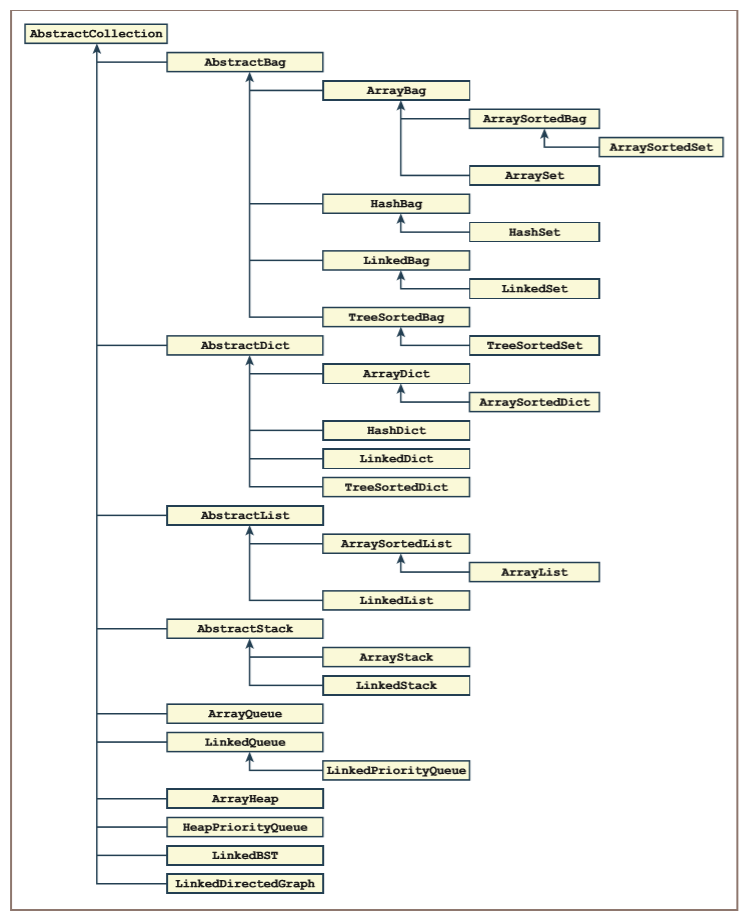 AbstractCollection
AbstractBag
ArrayBag
ArraySortedBag
ArraySortedSet
ArraySet
HashBag
HashSet
LinkedBag
LinkedSet
TreeSortedBag
AbstractDict
TreeSortedSet
ArrayDict
ArraySortedDict
HashDict
LinkedDict
TreeSortedDict
AbstractList
ArraySortedList
ArrayList
LinkedList
AbstractStack
ArrayStack
LinkedStack
ArrayQueue
LinkedQueue
LinkedPriorityQueue
ArrayHeap
HeapPriorityQueue
LinkedBST
LinkedDirectedGraph